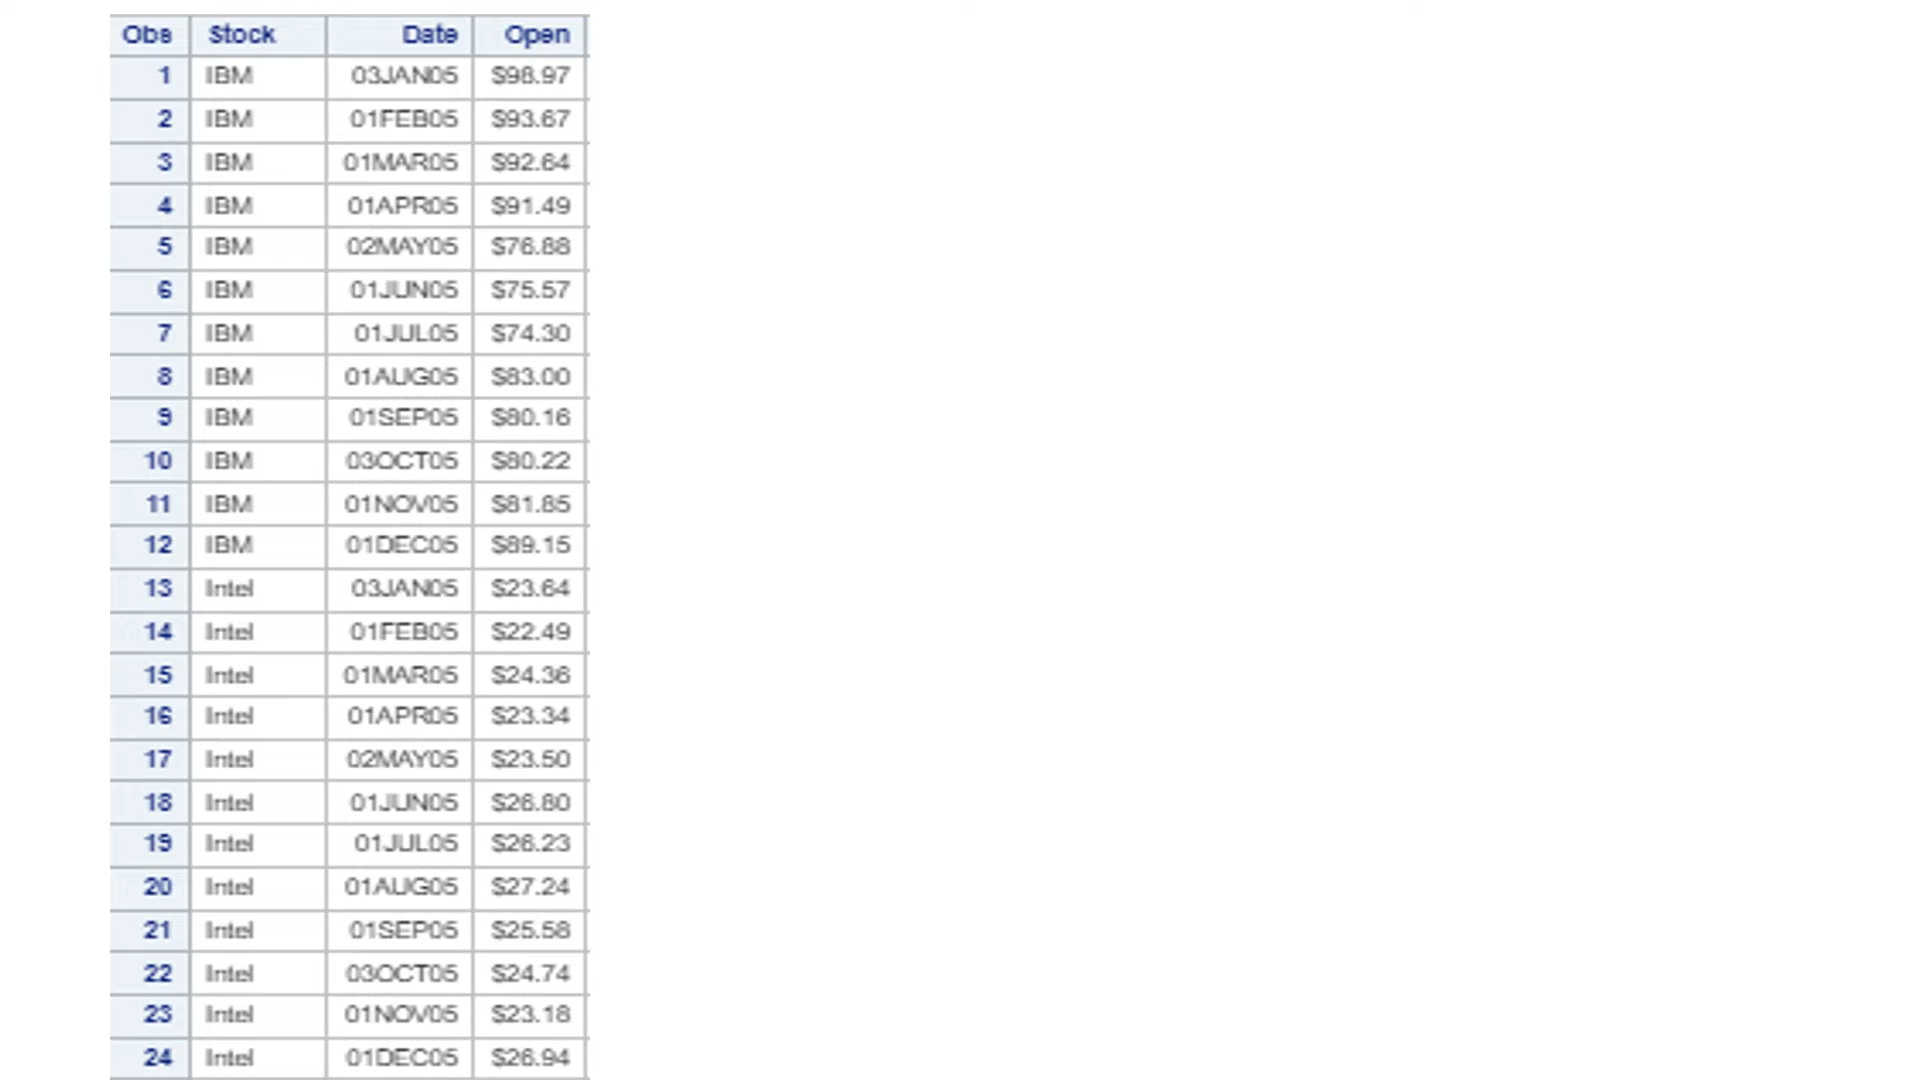 Obs Stock Date Open
1 IBM 03JAN05 $98.97
2 IBM 01FEB05 $93.67
3 IBM 01MAR05 $92.64
4 IBM 01APR05 $91.49
5 IBM 02MAY05 $76.88
6 IBM 01JUN05 $75.57
7 IBM 01JUL05 $74.30
8 IBM 01AUG05 $83.00
9 IBM 01SEP05 $80.16
10 IBM 03OCT05 $80.22
11 IBM 01NOV05 $81.85
12 IBM 01DEC05 $89.15
13 Intel 03JAN05 $23.64
14 Intel 01FEB05 $22.49
15 Intel 01MAR05 $24.36
16 Intel 01APR05 $23.34
17 Intel 02MAY05 $23.50
18 Intel 01JUN05 $26.80
19 Intel 01JUL05 $26.23
20 Intel 01AUG05 $27.24
21 Intel 01SEP05 $25.58
22 Intel 03OCT05 $24.74
23 Intel 01NOV05 $23.18
24 Intel 01DEC05 $26.94